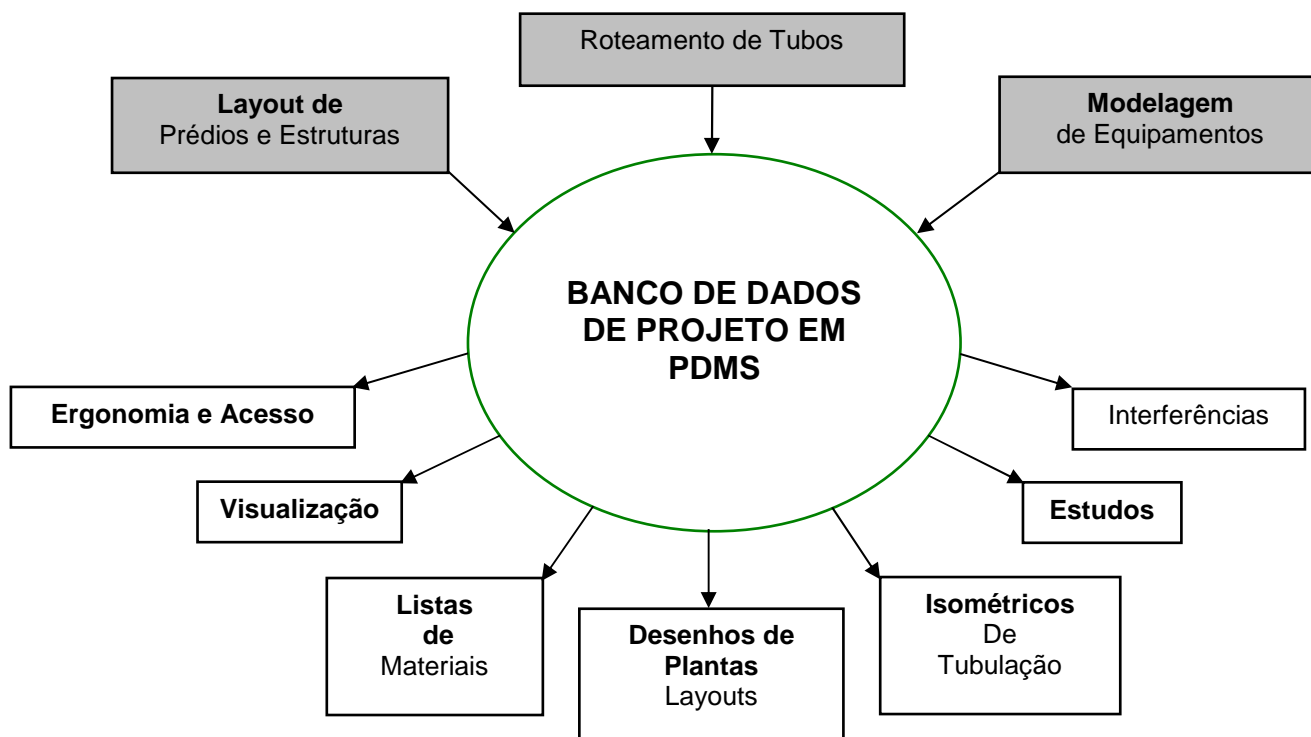 Roteamento de Tubos
Layout de
Prédios e Estruturas
Modelagem
de Equipamentos
BANCO DE DADOS
DE PROJETO EM
PDMS
Ergonomia e Acesso
Interferências
Visualização
Estudos
Listas
de
Materiais
Desenhos de
Plantas
Layouts
Isométricos
De
Tubulação